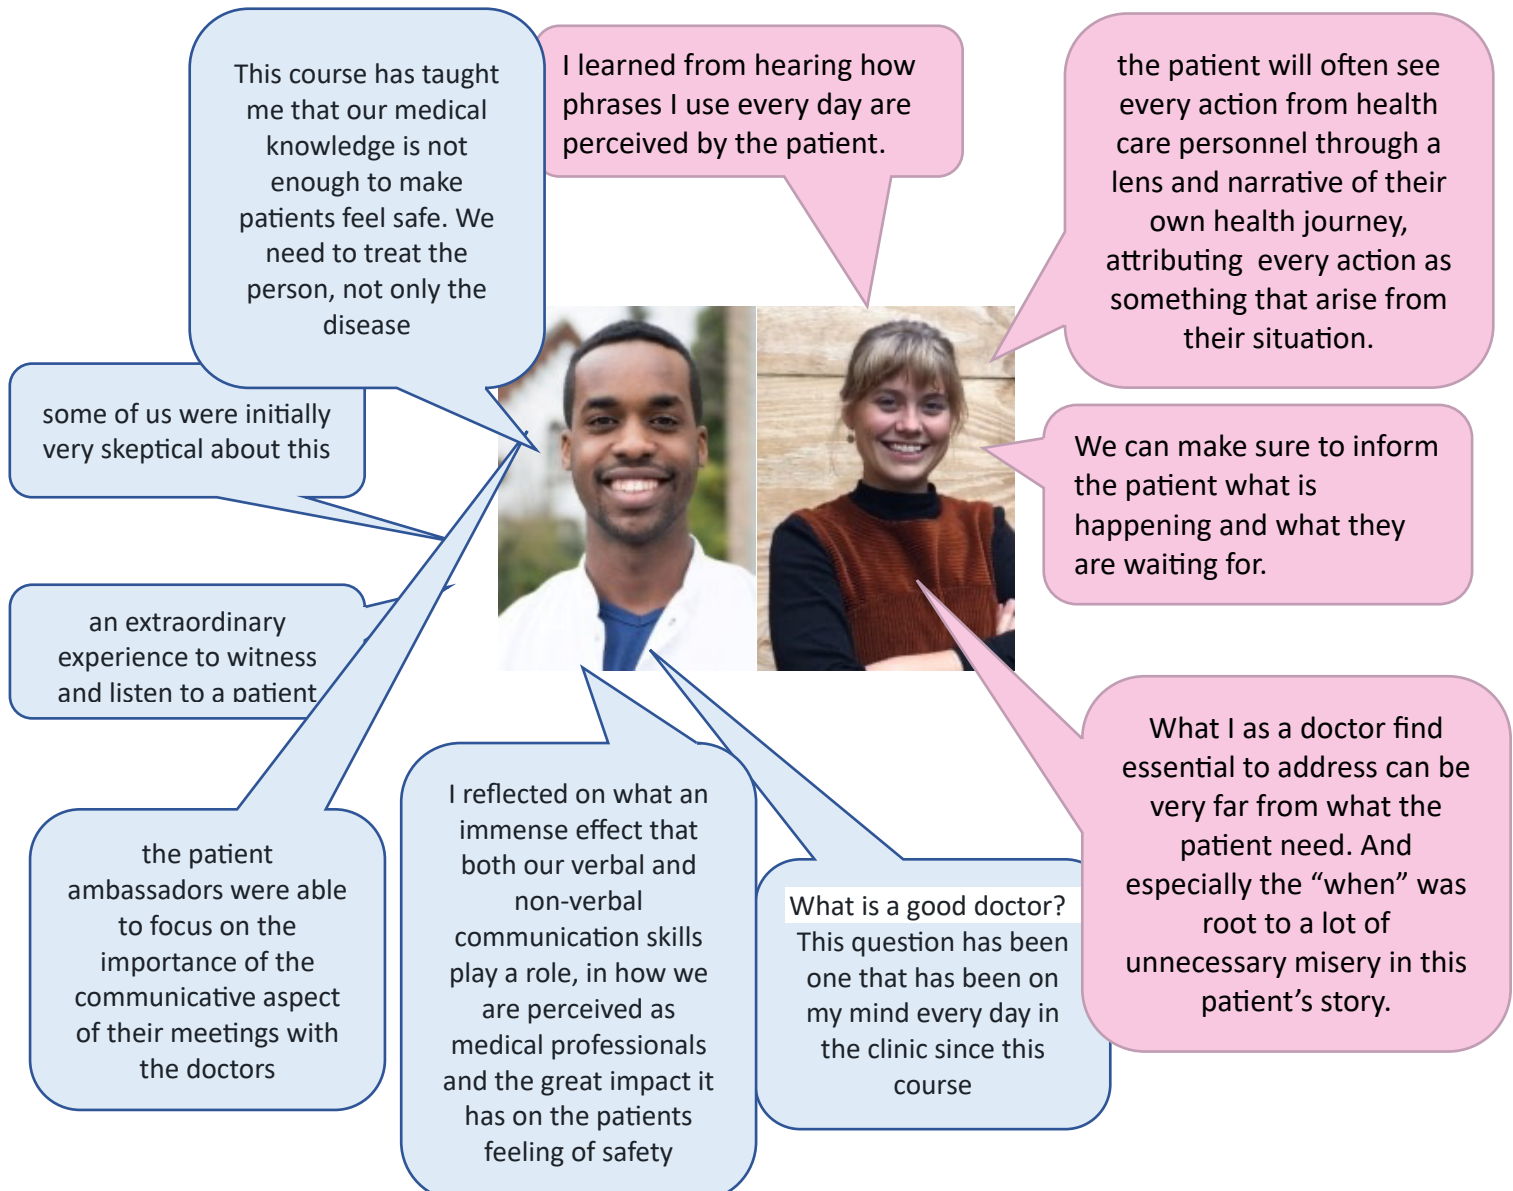 This course has taught
me that our medical
knowledge is not
enough to make
patients feel safe. We
need to treat the
person, not only the
disease
I learned from hearing how
phrases I use every day are
perceived by the patient.
the patient will often see
every action from health
care personnel through a
lens and narrative of their
own health journey,
attributing  every action as
something that arise from
their situation.
some of us were initially
very skeptical about this
We can make sure to inform
the patient what is
happening and what they
are waiting for.
an extraordinary
experience to witness
and listen to a patient
the patient
ambassadors were able
to focus on the
importance of the
communicative aspect
of their meetings with
the doctors
I reflected on what an
immense effect that
both our verbal and
non-verbal
communication skills
play a role, in how we
are perceived as
medical professionals
and the great impact it
has on the patients
feeling of safety
What is a good doctor?
This question has been
one that has been on
my mind every day in
the clinic since this
course
What I as a doctor find
essential to address can be
very far from what the
patient need. And
especially the “when” was
root to a lot of
unnecessary misery in this
patient’s story.